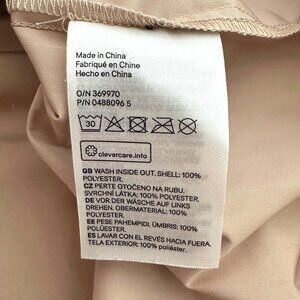 Made in China
Fabriqué en Chine
Hecho en China
O/N 369970
P/N 0488096 5
30
clevercare.info
GB WASH INSIDE OUT. SHELL: 100%
POLYESTER.
CZ PERTE OTOČENO NA RUBU.
SVRCHNÍ LÁTKA: 100% POLYESTER.
DE VOR DER WÄSCHE AUF LINKS
DREHEN. OBERMATERIAL: 100%
POLYESTER.
EE PESE PAHEMPIDI. ÜMBRIS: 100%
POLÜESTER.
ES LAVAR CON EL REVÉS HACIA FUERA.
TELA EXTERIOR: 100% poliéster.